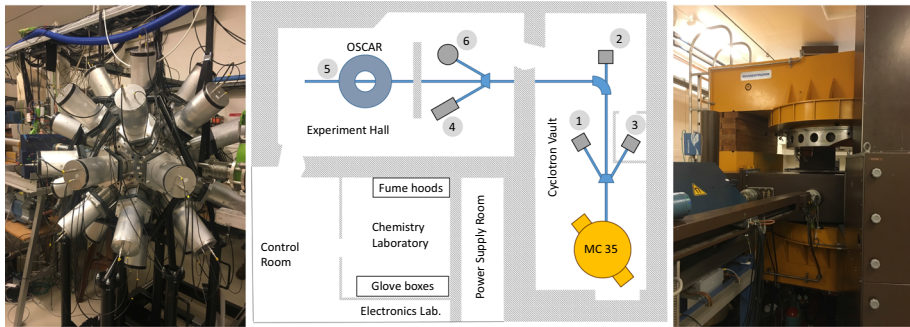 OSCAR
6
2
5
4
1
3
Experiment Hall
Cyclotron Vault
Fume hoods
Chemistry
Laboratory
Power Supply Room
Control
Room
MC 35
Glove boxes
Electronics Lab.